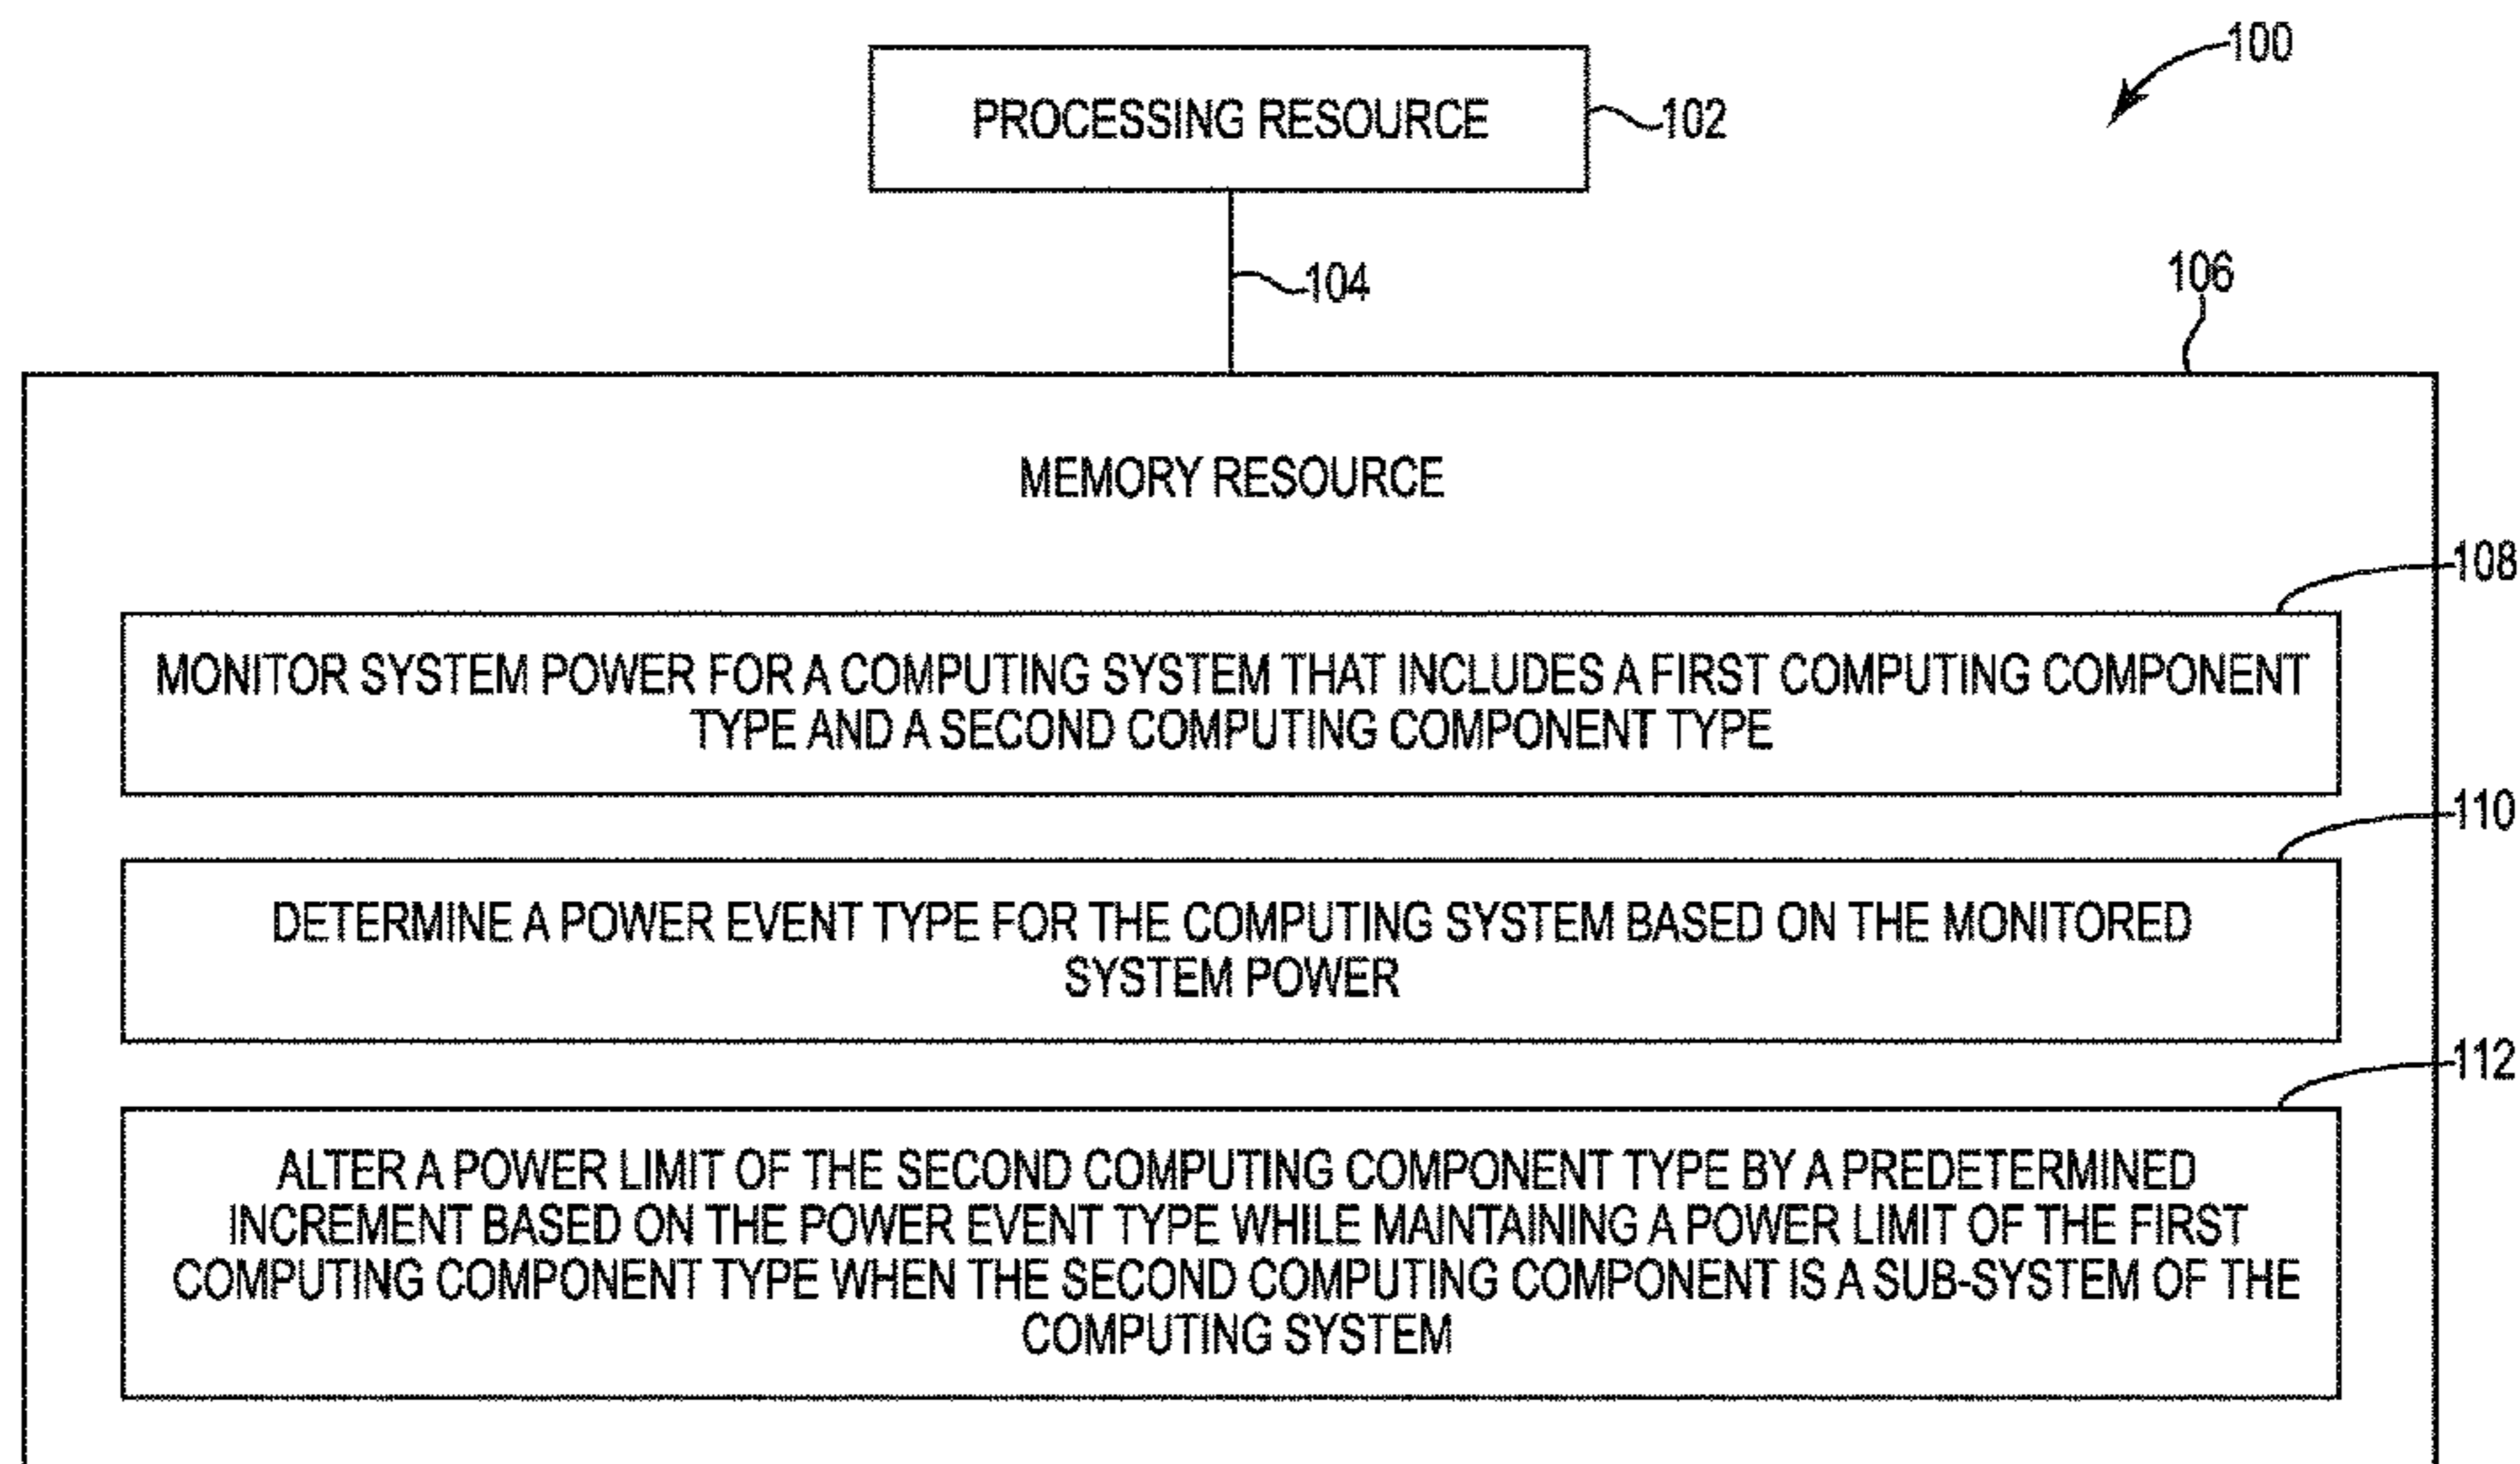 100
PROCESSING RESOURCE
102
104
106
MEMORY RESOURCE
108
MONITOR SYSTEM POWER FOR A COMPUTING SYSTEM THAT INCLUDES A FIRST COMPUTING COMPONENT
TYPE AND A SECOND COMPUTING COMPONENT TYPE
110
DETERMINE A POWER EVENT TYPE FOR THE COMPUTING SYSTEM BASED ON THE MONITORED
SYSTEM POWER
112
ALTER A POWER LIMIT OF THE SECOND COMPUTING COMPONENT TYPE BY A PREDETERMINED
INCREMENT BASED ON THE POWER EVENT TYPE WHILE MAINTAINING A POWER LIMIT OF THE FIRST
COMPUTING COMPONENT TYPE WHEN THE SECOND COMPUTING COMPONENT IS A SUB-SYSTEM OF THE
COMPUTING SYSTEM